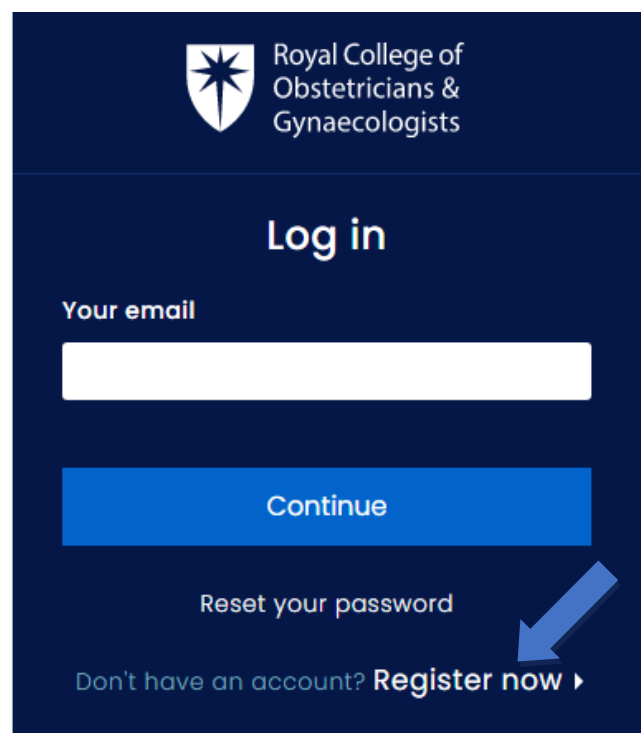 Royal College of
Obstetricians &
Gynaecologists
Log in
Your email
Continue
Reset your password
Don't have an account? Register now